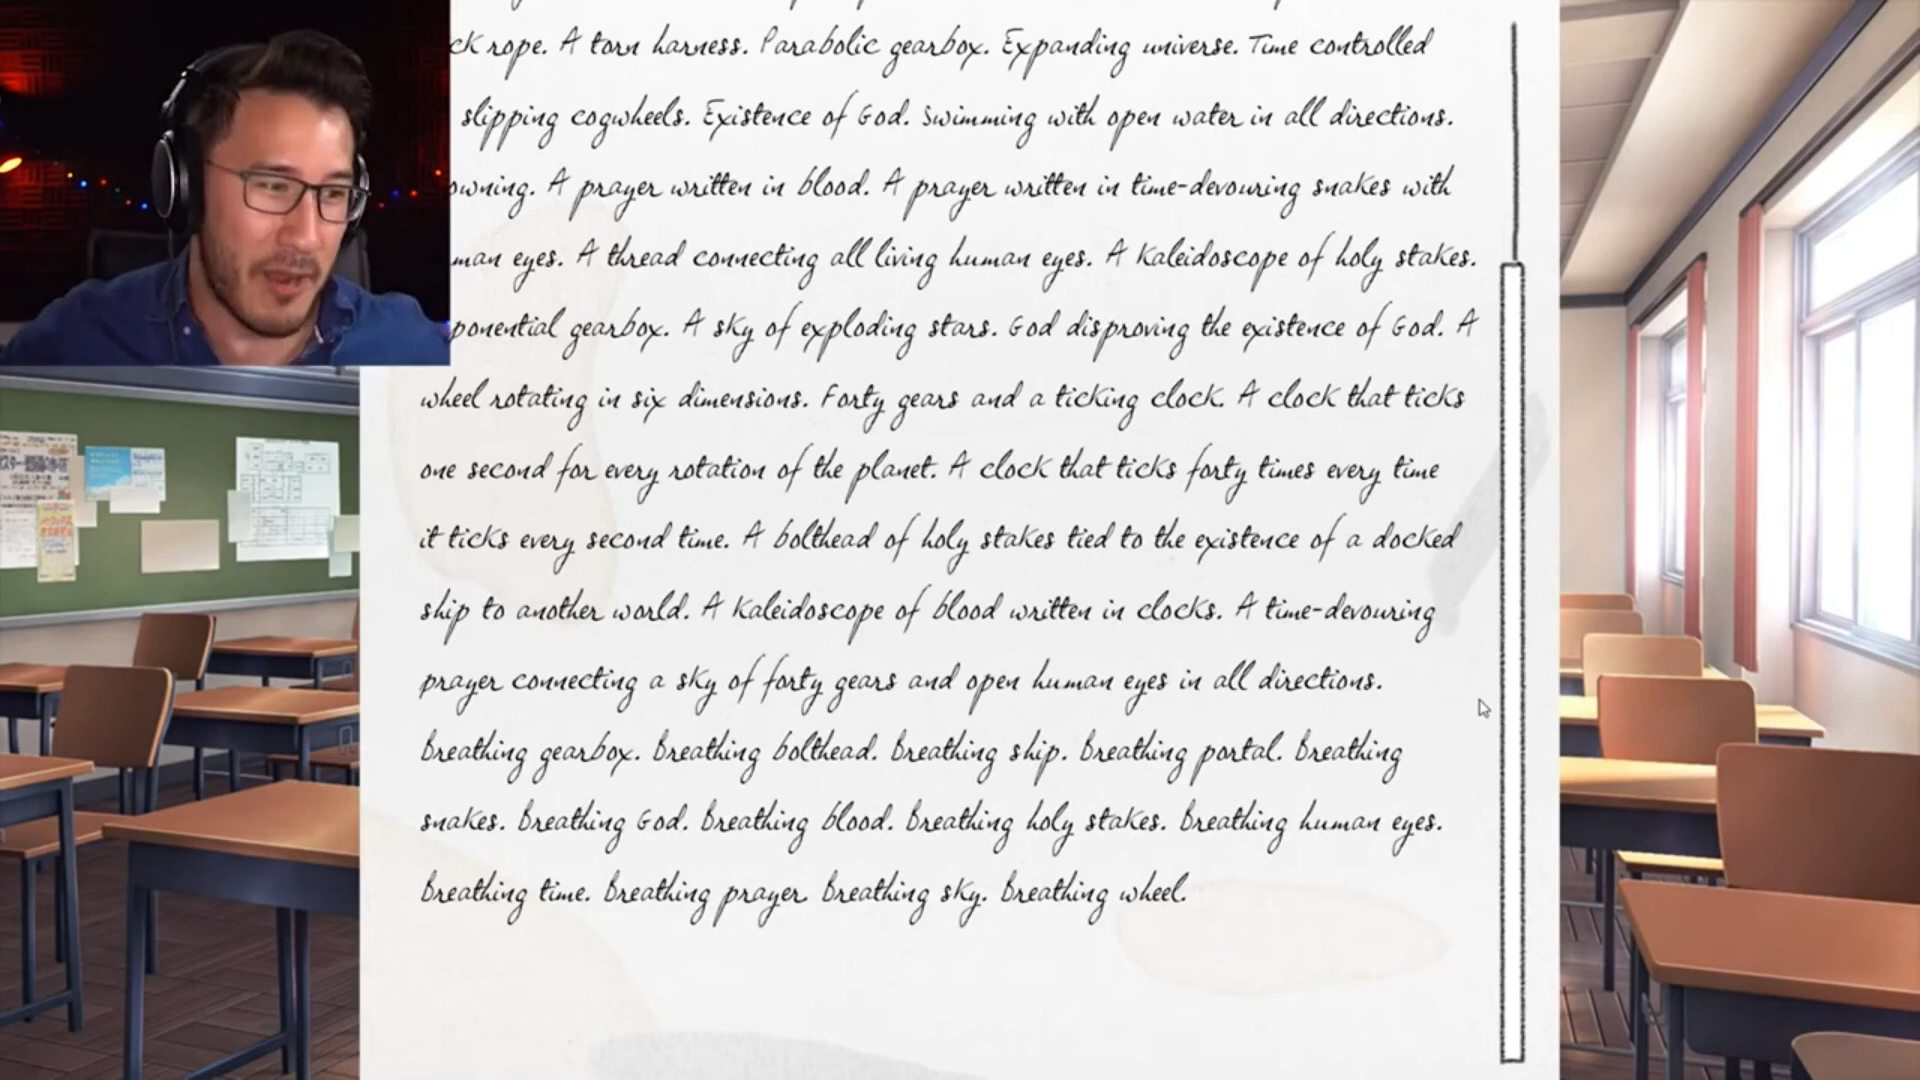 rope. A torn harness. Parabolic gearbox. Expanding universe. Time controlled
slipping cogwheels. Existence of God. Swimming with open water in all directions.
A prayer written in blood. A prayer written in time-devouring snakes with
eyes. A thread connecting all living human eyes. A kaleidoscope of holy stakes.
gearbox. A sky of exploding stars. God disproving the existence of God. A
wheel rotating in six dimensions. Forty gears and a ticking clock. A clock that ticks
one second for every rotation of the planet. A clock that ticks forty times every time
it ticks every second time. A bolthead of holy stakes tied to the existence of a docked
ship to another world. A kaleidoscope of blood written in clocks. A time-devouring
prayer connecting a sky of forty gears and open human eyes in all directions.
Breathing gearbox. Breathing bolthead. Breathing ship. Breathing portal. Breathing
snakes. Breathing God. Breathing blood. Breathing holy stakes. Breathing human eyes.
Breathing time. Breathing prayer. Breathing sky. Breathing wheel.